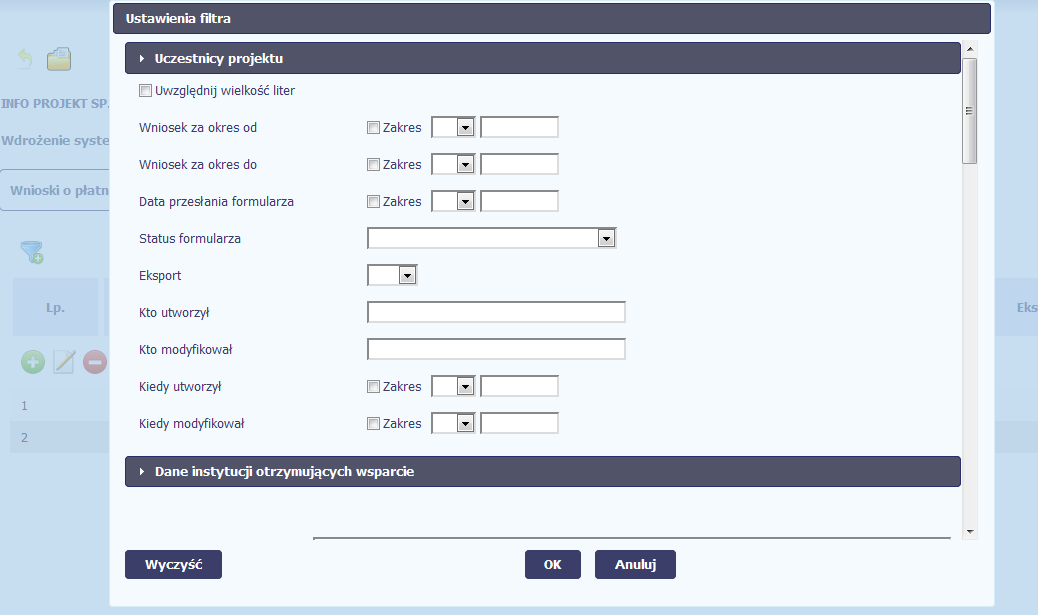 Ustawienia filtra
Uczestnicy projektu
Uwzględnij wielkość liter
INFO PROJEKT SP.
Wniosek za okres od Zakres
Wdrożenie syste
Wniosek za okres do Zakres
Wnioski o płatn
Data przesłania formularza Zakres
Status formularza
Eksport
Lp.
Eks
Kto utworzył
Kto modyfikował
Kiedy utworzył Zakres
1
Kiedy modyfikował Zakres
2
Dane instytucji otrzymujących wsparcie
Wyczyść OK Anuluj